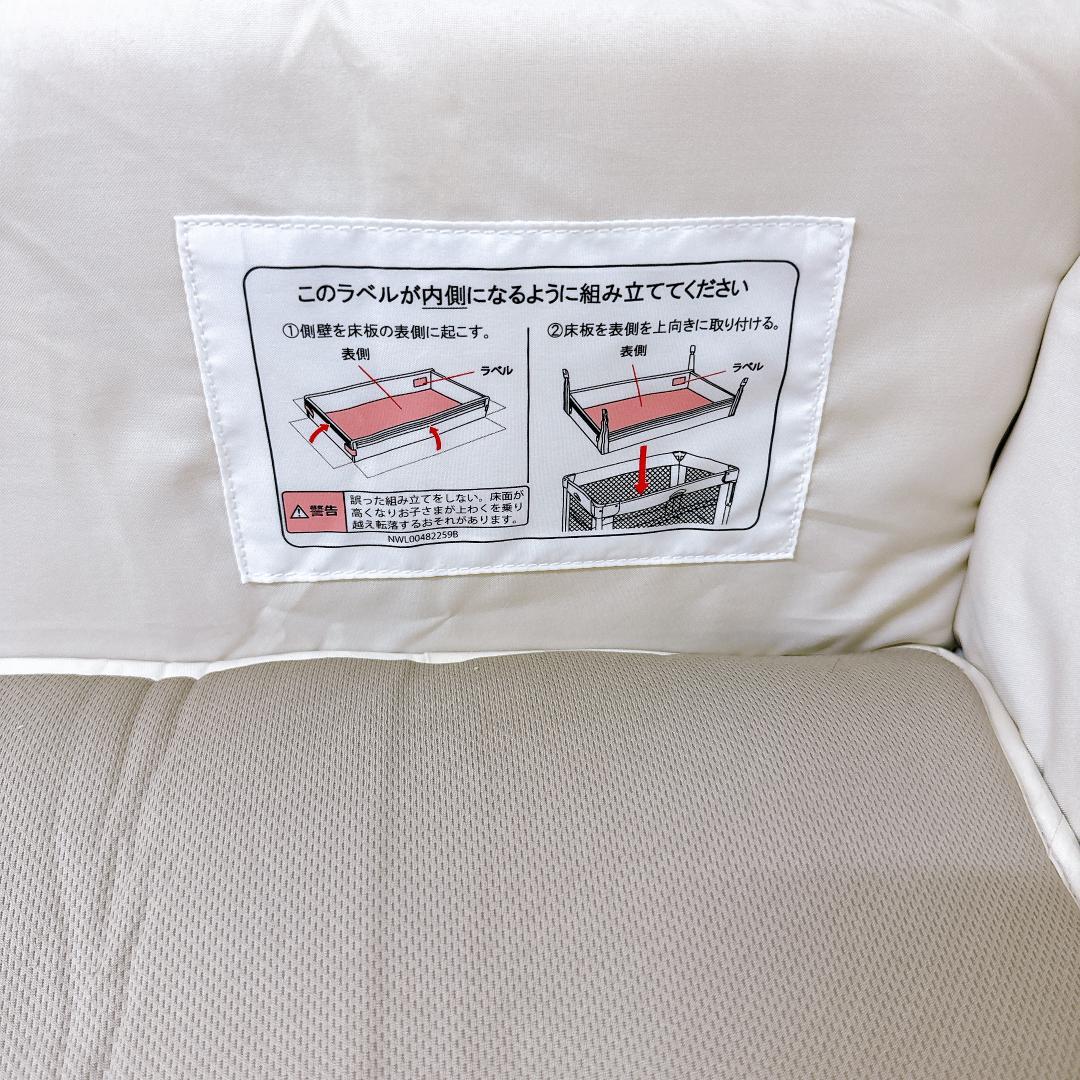 このラベルが内側になるように組み立ててください
①側壁を床板の表側に起こす。
表側
ラベル
⚠警告
誤った組み立てをしない。床面が
高くなりお子さまが上わくを乗り
越え転落するおそれがあります。
②床板を表側を上向きに取り付ける。
表側
ラベル
NWL00482259B